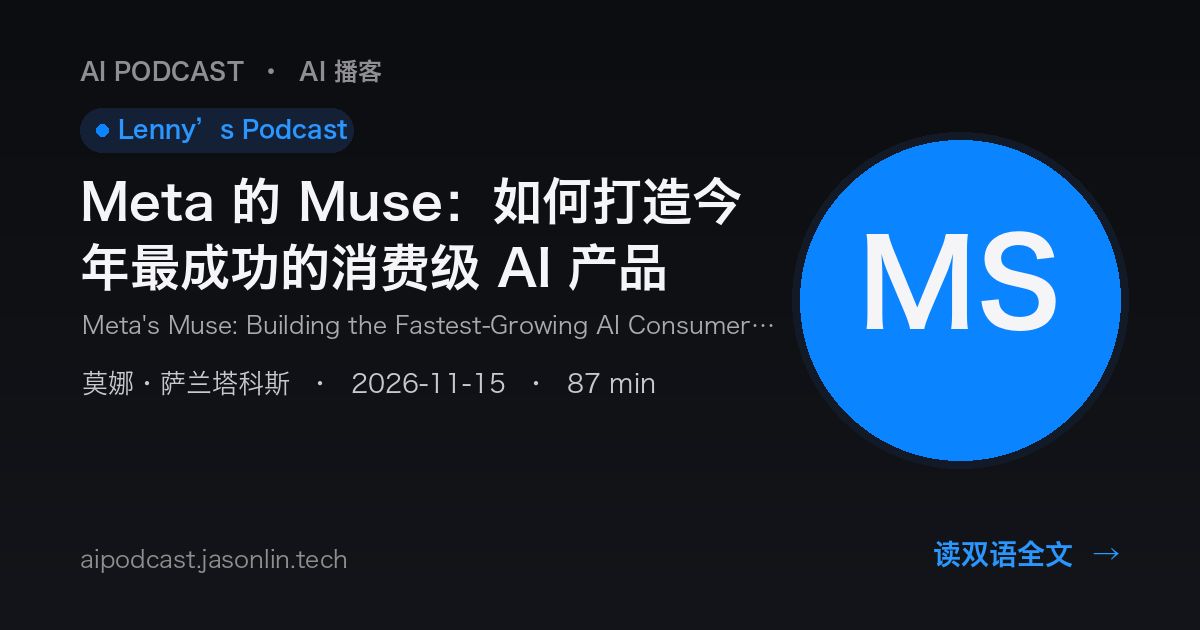 AI PODCAST · AI 播客
Lenny’s Podcast
Meta 的 Muse：如何打造今
年最成功的消费级 AI 产品
Meta's Muse: Building the Fastest-Growing AI Consumer…
莫娜·萨兰塔科斯 · 2026-11-15 · 87 min
MS
aipodcast.jasonlin.tech
读双语全文 →